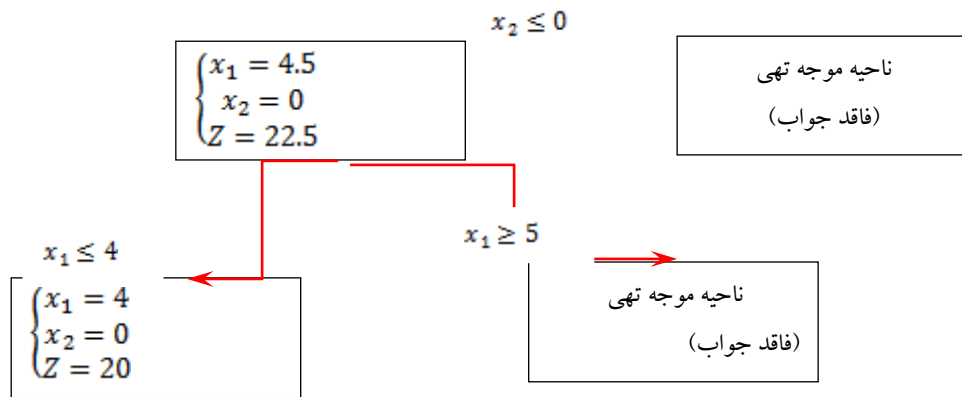 x₂ ≤ 0
x₁ = 4.5
x₂ = 0
Z = 22.5
ناحیه موجه تهی
(فاقد جواب)
x₁ ≤ 4
x₁ ≥ 5
x₁ = 4
x₂ = 0
Z = 20
ناحیه موجه تهی
(فاقد جواب)